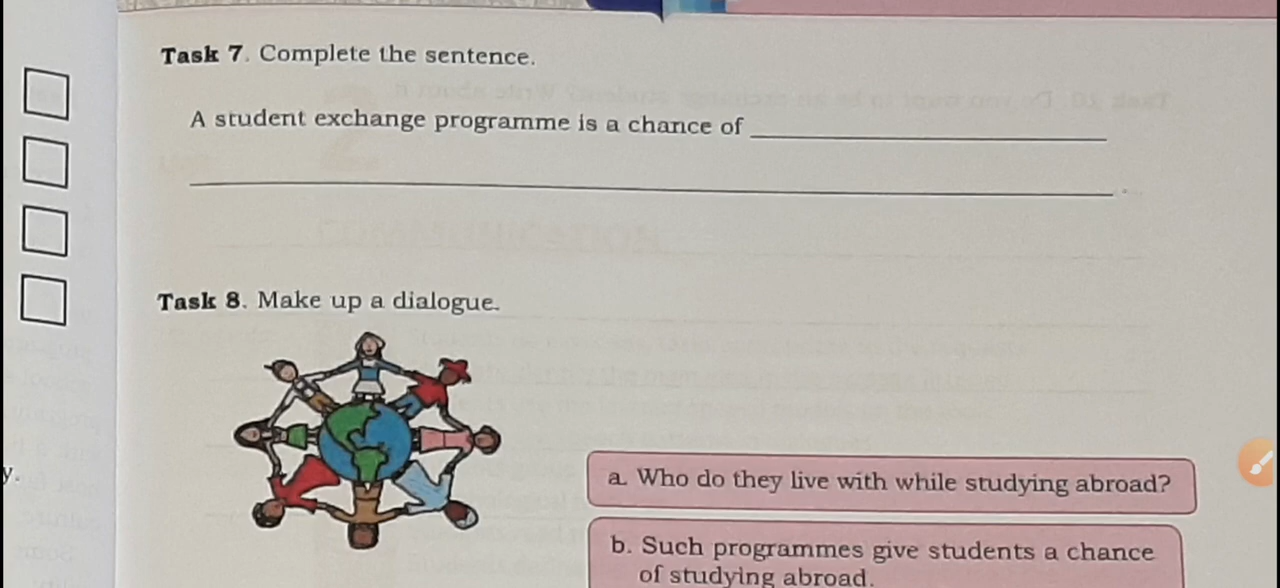 Task 7. Complete the sentence.
A student exchange programme is a chance of
Task 8. Make up a dialogue.
y.
a. Who do they live with while studying abroad?
b. Such programmes give students a chance
of studying abroad.